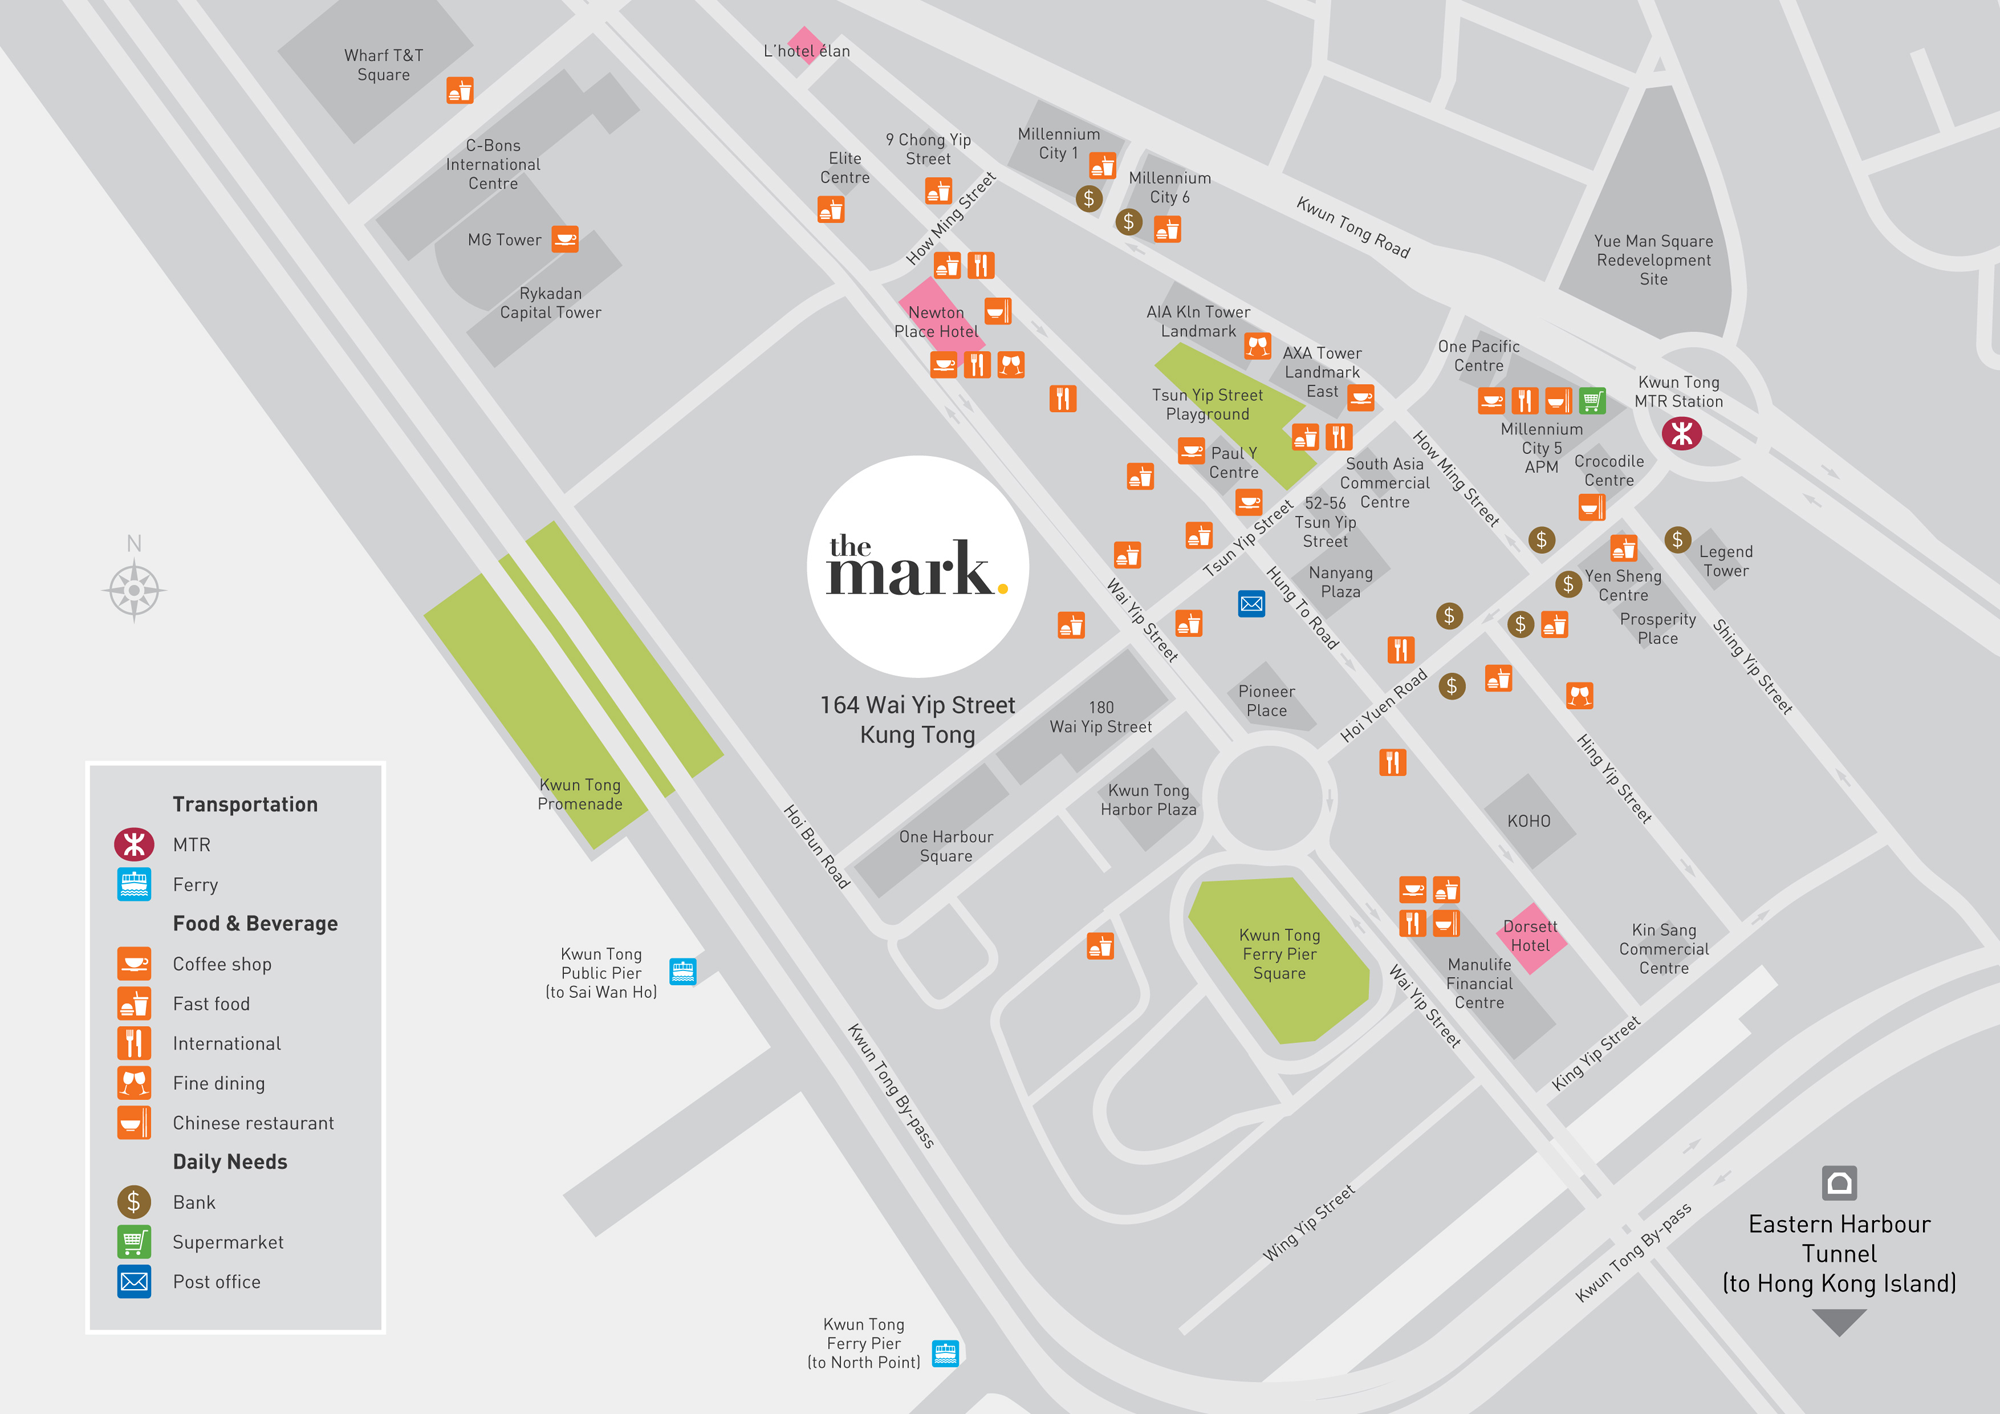 L'hotel élan
Wharf T&T
Square
C-Bons
International
Centre
MG Tower
Rykadan
Capital Tower
Elite
Centre
9 Chong Yip
Street
How Ming Street
Millennium
City 1
$
Millennium
City 6
$
Kwun Tong Road
Yue Man Square
Redevelopment
Site
Newton
Place Hotel
AIA Kln Tower
Landmark
AXA Tower
Landmark
East
One Pacific
Centre
Kwun Tong
MTR Station
Tsun Yip Street
Playground
Paul Y
Centre
South Asia
Commercial
Centre
How Ming Street
Millennium
City 5
APM
Crocodile
Centre
52-56
Tsun Yip
Street
Tsun Yip Street
$
$
Legend
Tower
Nanyang
Plaza
Hung To Road
$
Yen Sheng
Centre
$
$
Prosperity
Place
Shing Yip Street
N
the
mark.
164 Wai Yip Street
Kung Tong
Wai Yip Street
180
Wai Yip Street
Pioneer
Place
Hoi Yuen Road
$
Hing Yip Street
Kwun Tong
Promenade
Hoi Bun Road
One Harbour
Square
Kwun Tong
Harbor Plaza
KOHO
Kwun Tong
Ferry Pier
Square
Dorsett
Hotel
Kin Sang
Commercial
Centre
Manulife
Financial
Centre
Wai Yip Street
King Yip Street
Kwun Tong
Public Pier
(to Sai Wan Ho)
Kwun Tong By-pass
Wing Yip Street
Kwun Tong By-pass
Eastern Harbour
Tunnel
(to Hong Kong Island)
Kwun Tong
Ferry Pier
(to North Point)
Transportation
MTR
Ferry
Food & Beverage
Coffee shop
Fast food
International
Fine dining
Chinese restaurant
Daily Needs
$ Bank
Supermarket
Post office